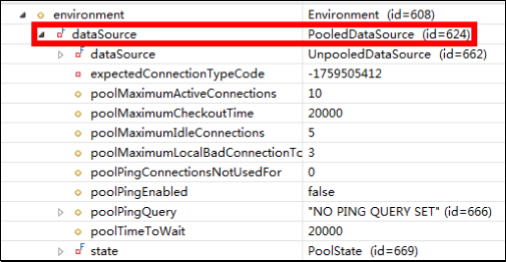 environment Environment (id=608)
dataSource PooledDataSource (id=624)
dataSource UnpooledDataSource (id=662)
expectedConnectionTypeCode -1759505412
poolMaximumActiveConnections 10
poolMaximumCheckoutTime 20000
poolMaximumIdleConnections 5
poolMaximumLocalBadConnectionTc 3
poolPingConnectionsNotUsedFor 0
poolPingEnabled false
poolPingQuery "NO PING QUERY SET" (id=666)
poolTimeToWait 20000
state PoolState (id=669)